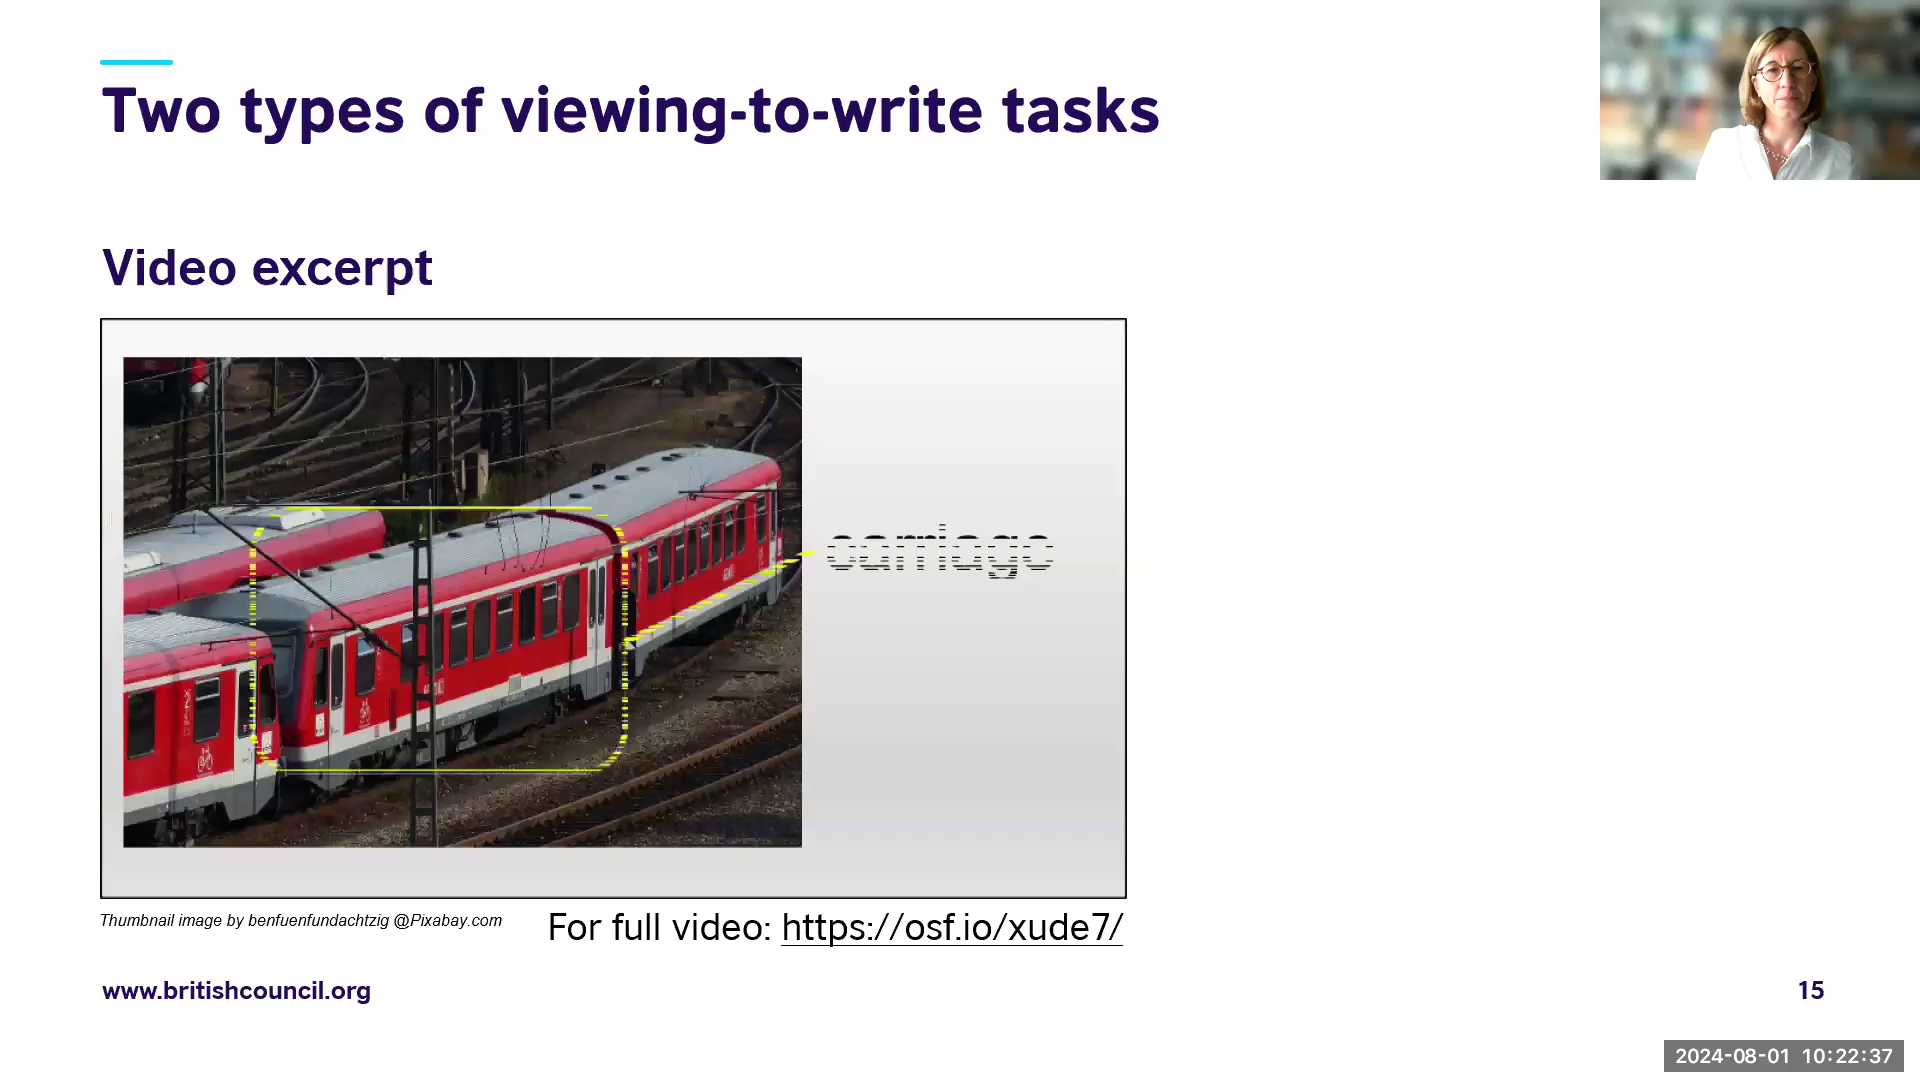 Two types of viewing-to-write tasks
Video excerpt
carriage
Thumbnail image by benfuenfundachtzig @Pixabay.com
For full video: https://osf.io/xude7/
www.britishcouncil.org
15
2024-08-01 10:22:37